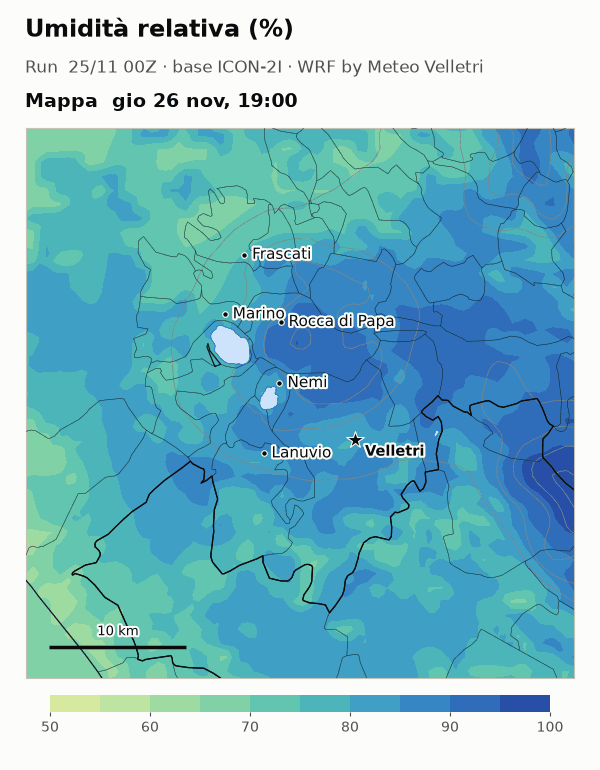 Umidità relativa (%)
Run  25/11 00Z · base ICON-2I · WRF by Meteo Velletri
Mappa  gio 26 nov, 19:00
Frascati
Marino
Rocca di Papa
Nemi
Velletri
Lanuvio
10 km
50 60 70 80 90 100